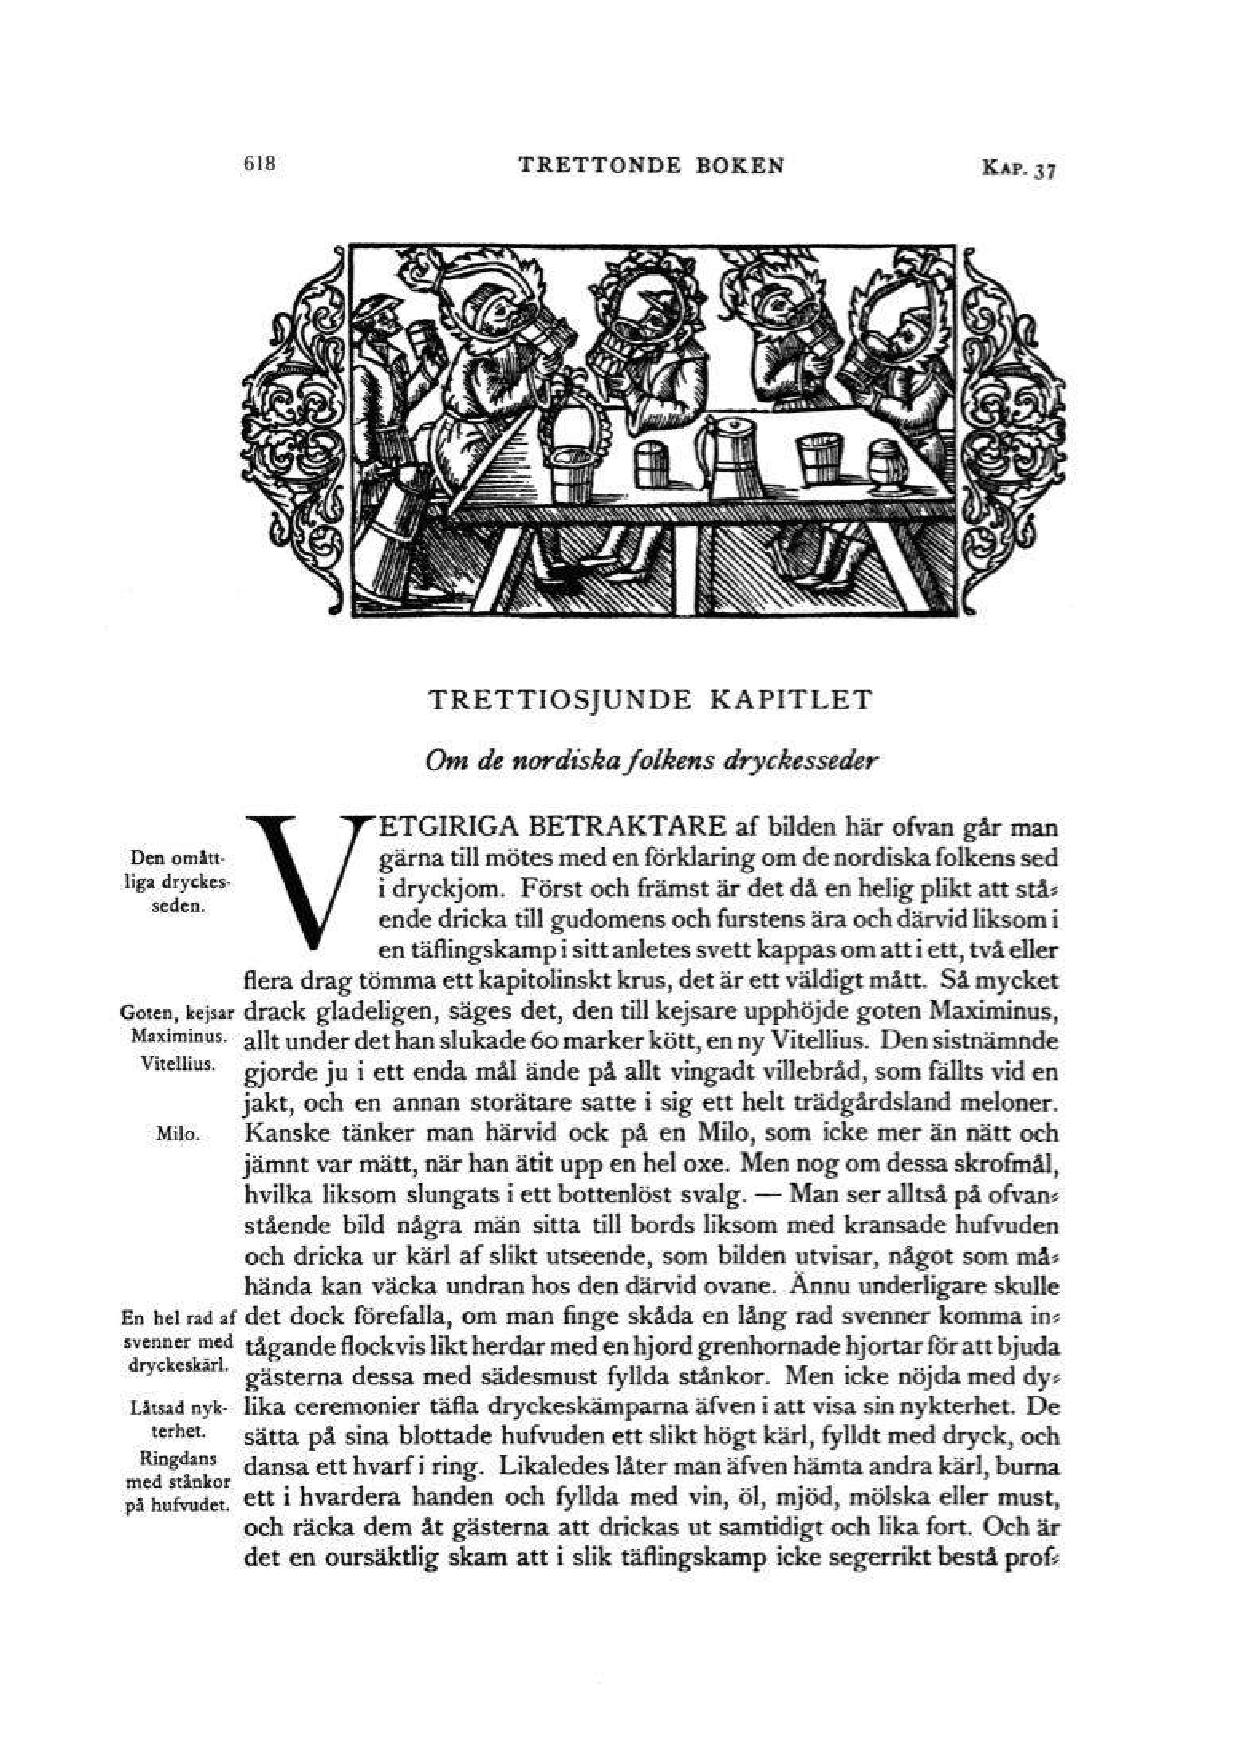 618 TRETTONDE BOKEN KAP. 37
TRETTIOSJUNDE KAPITLET
Om de nordiska folkens dryckesseder
VETGIRIGA BETRAKTARE af bilden här ofvan går man
gärna till mötes med en förklaring om de nordiska folkens sed
i dryckjom. Först och främst är det då en helig plikt att stå-
ende dricka till gudomens och furstens ära och därvid liksom i
en täflingskamp i sitt anletes svett kappas om att i ett, två eller
flera drag tömma ett kapitolinskt krus, det är ett väldigt mått. Så mycket
drack gladeligen, säges det, den till kejsare upphöjde goten Maximinus,
allt under det han slukade 60 marker kött, en ny Vitellius. Den sistnämnde
gjorde ju i ett enda mål ände på allt vingadt villebråd, som fällts vid en
jakt, och en annan storätare satte i sig ett helt trädgårdsland meloner.
Kanske tänker man härvid ock på en Milo, som icke mer än nätt och
jämnt var mätt, när han ätit upp en hel oxe. Men nog om dessa skrofmål,
hvilka liksom slungats i ett bottenlöst svalg. — Man ser alltså på ofvan-
stående bild några män sitta till bords liksom med kransade hufvuden
och dricka ur kärl af slikt utseende, som bilden utvisar, något som må-
hända kan väcka undran hos den därvid ovane. Ännu underligare skulle
det dock förefalla, om man finge skåda en lång rad svenner komma in-
tågande flockvis likt herdar med en hjord grenhornade hjortar för att bjuda
gästerna dessa med sädesmust fyllda stånkor. Men icke nöjda med dy-
lika ceremonier täfla dryckeskämparna äfven i att visa sin nykterhet. De
sätta på sina blottade hufvuden ett slikt högt kärl, fylldt med dryck, och
dansa ett hvarf i ring. Likaledes låter man äfven hämta andra kärl, burna
ett i hvardera handen och fyllda med vin, öl, mjöd, mölska eller must,
och räcka dem åt gästerna att drickas ut samtidigt och lika fort. Och är
det en oursäktlig skam att i slik täflingskamp icke segerrikt bestå prof-
Den omått-
liga dryckes-
seden.
Goten, kejsar
Maximinus.
Vitellius.
Milo.
En hel rad af
svenner med
dryckeskärl.
Låtsad nyk-
terhet.
Ringdans
med stånkor
på hufvudet.